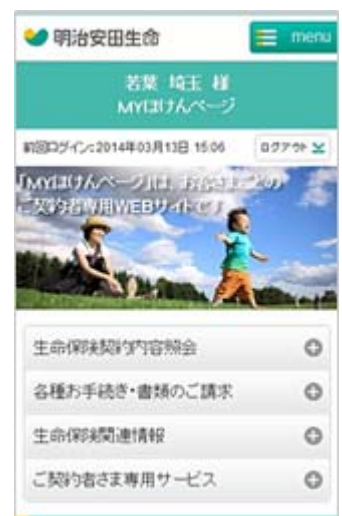 明治安田生命
menu
若葉 埼玉 様
MYほけんページ
前回ログイン:2014年03月13日 15:06
ログアウト
「MYほけんページ」は、お客さまごとの
ご契約者専用WEBサイトです
生命保険契約内容照会
各種お手続き・書類のご請求
生命保険関連情報
ご契約者さま専用サービス